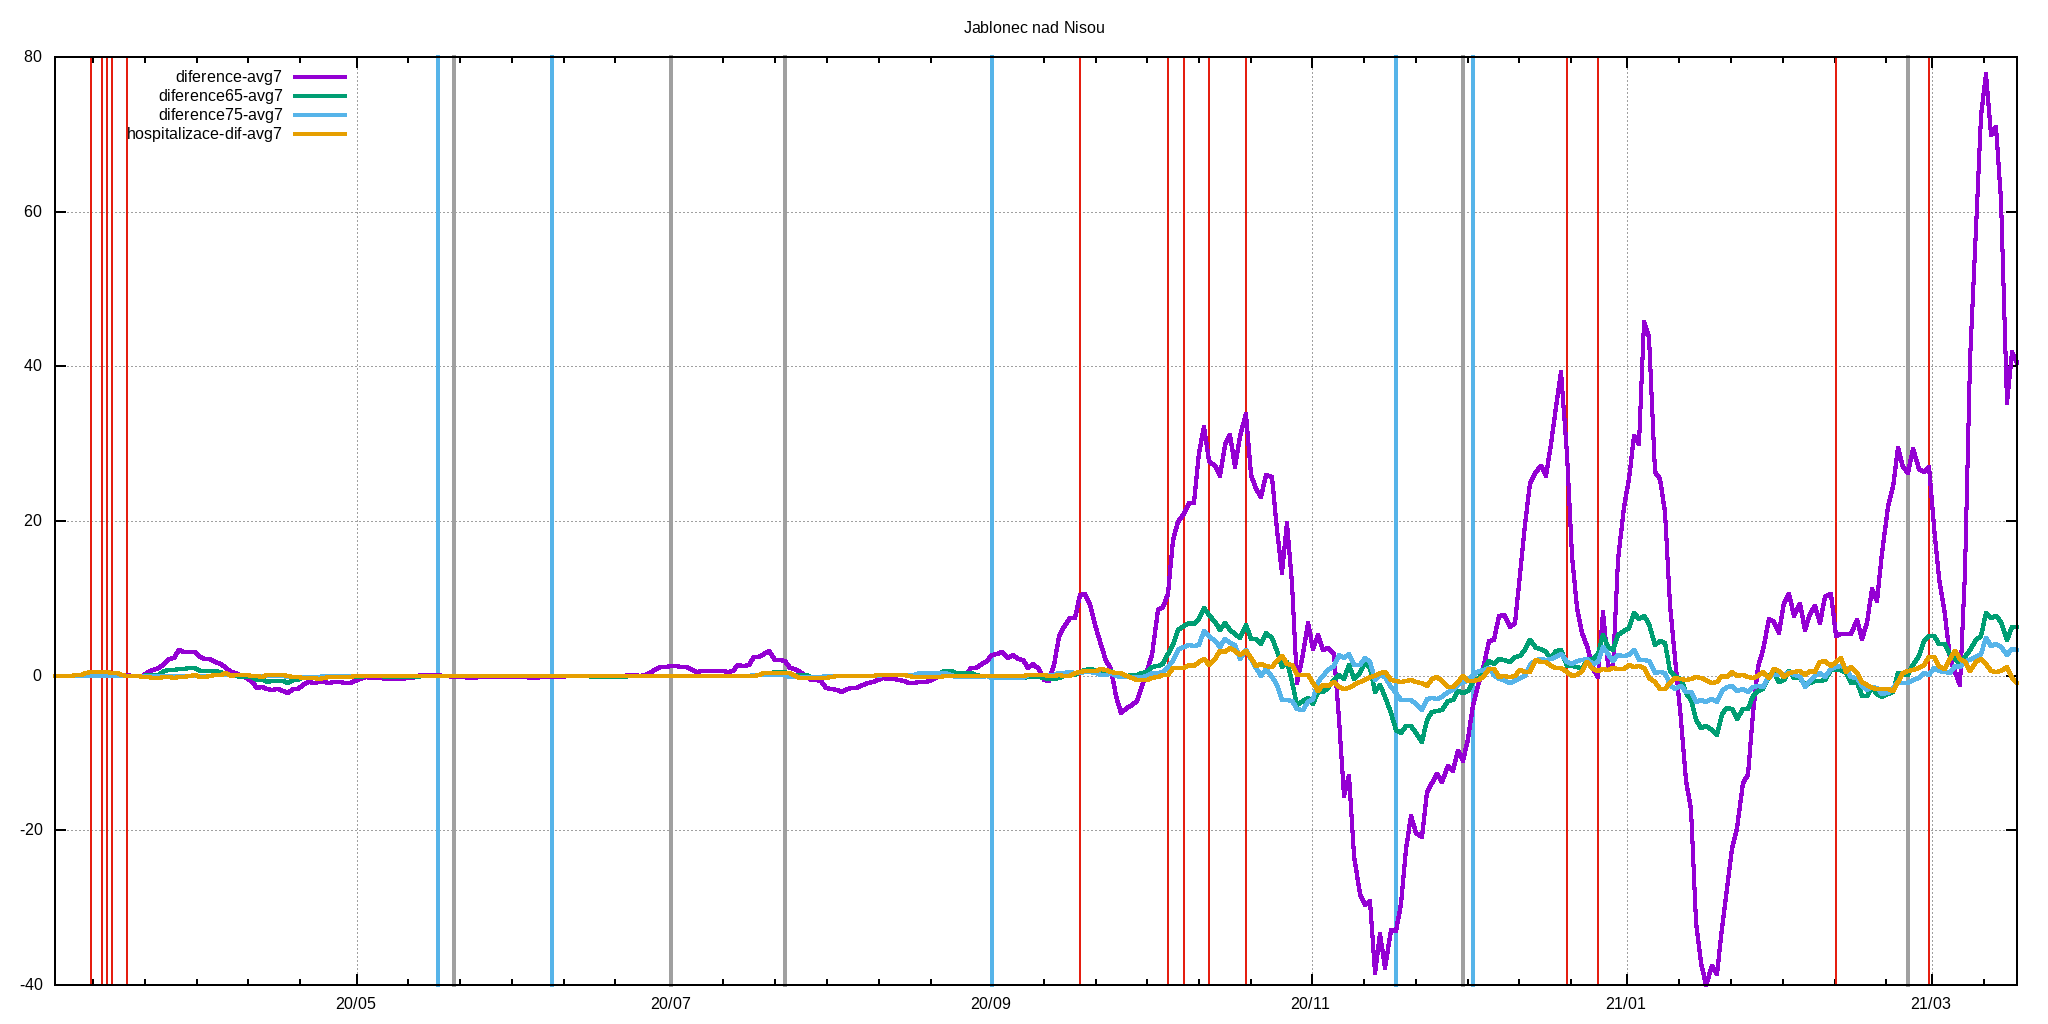 Jablonec nad Nisou
80
60
40
20
0
-20
-40
diference-avg7
diference65-avg7
diference75-avg7
hospitalizace-dif-avg7
20/05
20/07
20/09
20/11
21/01
21/03